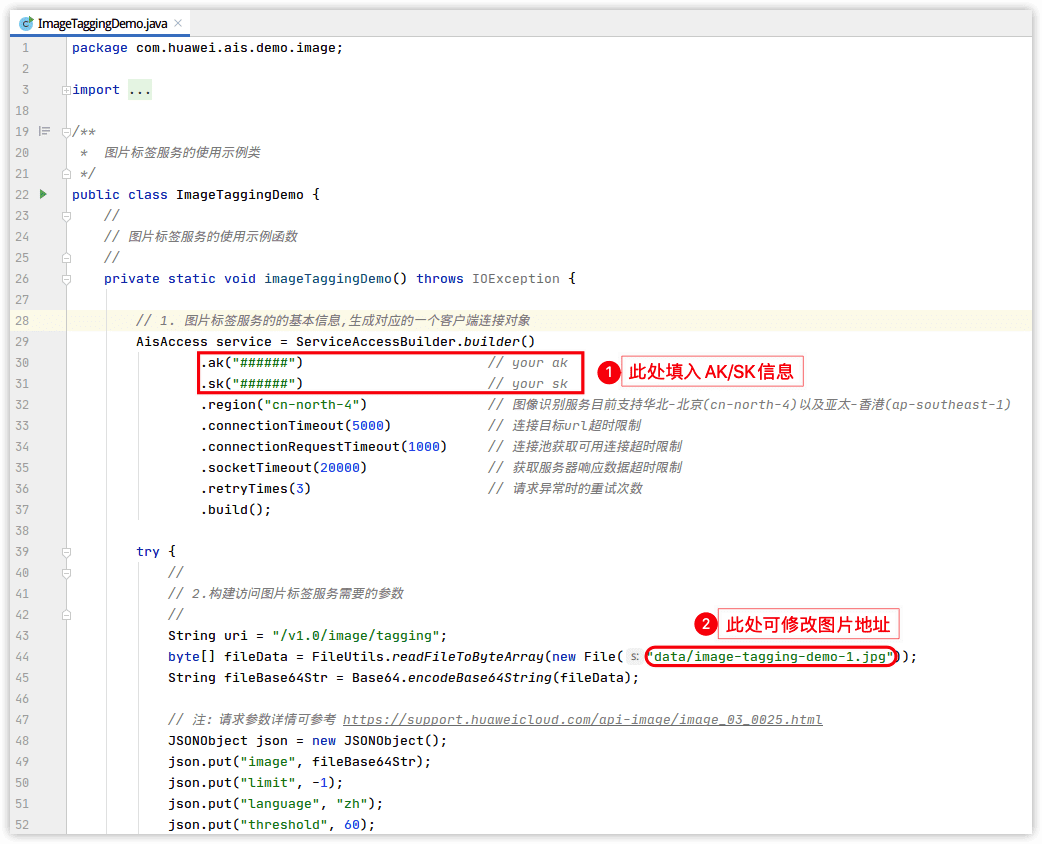 ImageTaggingDemo.java
1 package com.huawei.ais.demo.image;
2
3 import ...
18
19 /**
20 * 图片标签服务的使用示例类
21 */
22 public class ImageTaggingDemo {
23 //
24 // 图片标签服务的使用示例函数
25 //
26 private static void imageTaggingDemo() throws IOException {
27
28 // 1. 图片标签服务的的基本信息,生成对应的一个客户端连接对象
29 AisAccess service = ServiceAccessBuilder.builder()
30 .ak("######") // your ak
1 此处填入 AK/SK 信息
31 .sk("######") // your sk
32 .region("cn-north-4") // 图像识别服务目前支持华北-北京(cn-north-4)以及亚太-香港(ap-southeast-1)
33 .connectionTimeout(5000) // 连接目标url超时限制
34 .connectionRequestTimeout(1000) // 连接池获取可用连接超时限制
35 .socketTimeout(20000) // 获取服务器响应数据超时限制
36 .retryTimes(3) // 请求异常时的重试次数
37 .build();
38
39 try {
40 //
41 // 2.构建访问图片标签服务需要的参数
42 //
2 此处可修改图片地址
43 String uri = "/v1.0/image/tagging";
44 byte[] fileData = FileUtils.readFileToByteArray(new File( s: "data/image-tagging-demo-1.jpg"));
45 String fileBase64Str = Base64.encodeBase64String(fileData);
46
47 // 注: 请求参数详情可参考 https://support.huaweicloud.com/api-image/image_03_0025.html
48 JSONObject json = new JSONObject();
49 json.put("image", fileBase64Str);
50 json.put("limit", -1);
51 json.put("language", "zh");
52 json.put("threshold", 60);